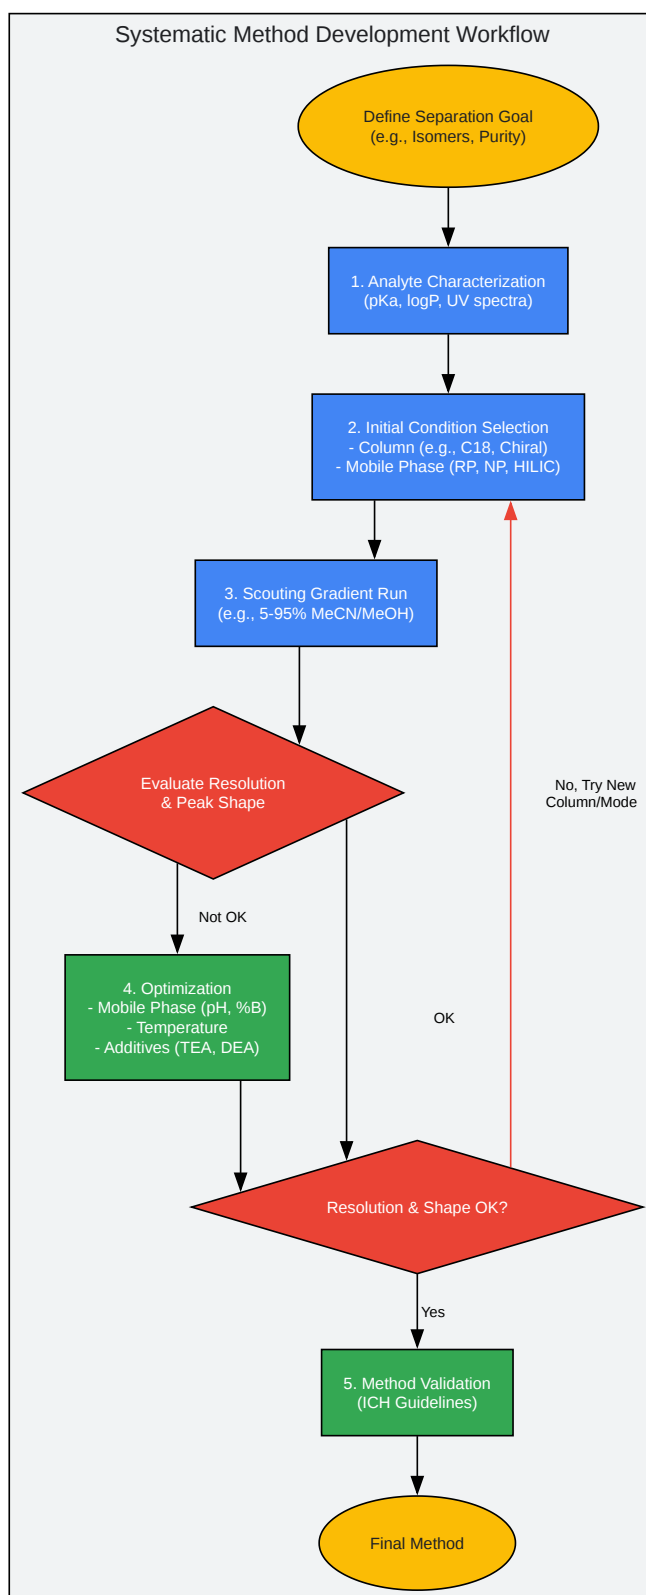 Systematic Method Development Workflow
Define Separation Goal
(e.g., Isomers, Purity)
1. Analyte Characterization
(pKa, logP, UV spectra)
2. Initial Condition Selection
- Column (e.g., C18, Chiral)
- Mobile Phase (RP, NP, HILIC)
3. Scouting Gradient Run
(e.g., 5-95% MeCN/MeOH)
Evaluate Resolution
& Peak Shape
No, Try New
Column/Mode
Not OK
4. Optimization
- Mobile Phase (pH, %B)
- Temperature
- Additives (TEA, DEA)
OK
Resolution & Shape OK?
Yes
5. Method Validation
(ICH Guidelines)
Final Method